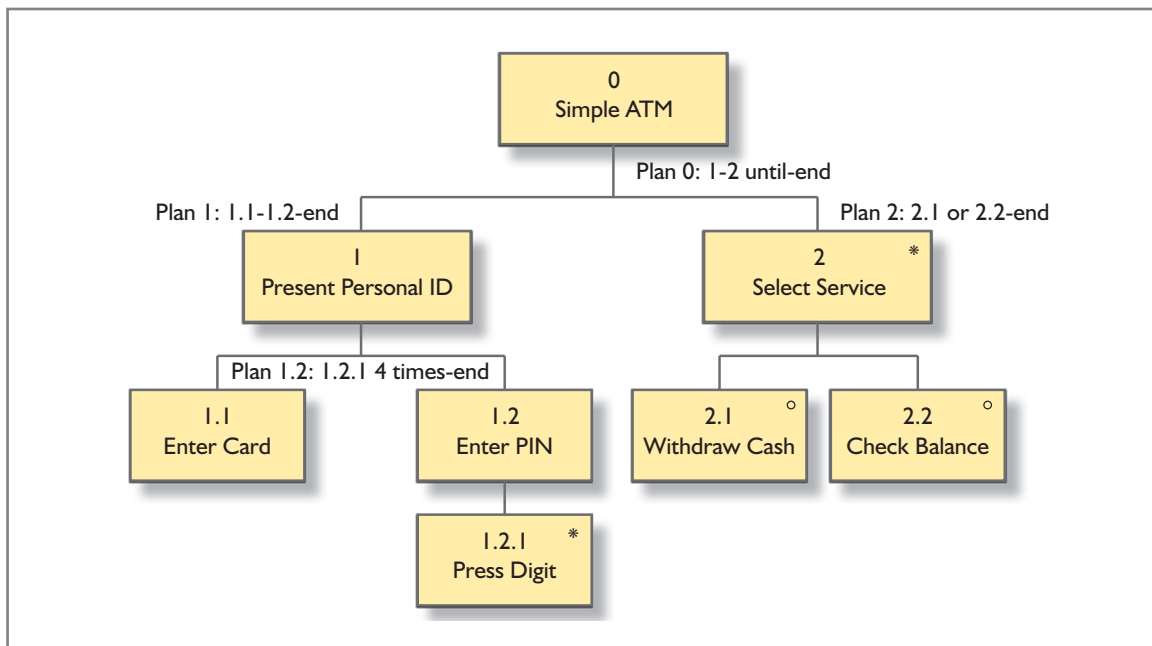 0
Simple ATM
Plan 0: 1-2 until-end
Plan 1: 1.1-1.2-end
Plan 2: 2.1 or 2.2-end
1
Present Personal ID
2 *
Select Service
Plan 1.2: 1.2.1 4 times-end
1.1
Enter Card
1.2
Enter PIN
2.1 °
Withdraw Cash
2.2 °
Check Balance
1.2.1 *
Press Digit